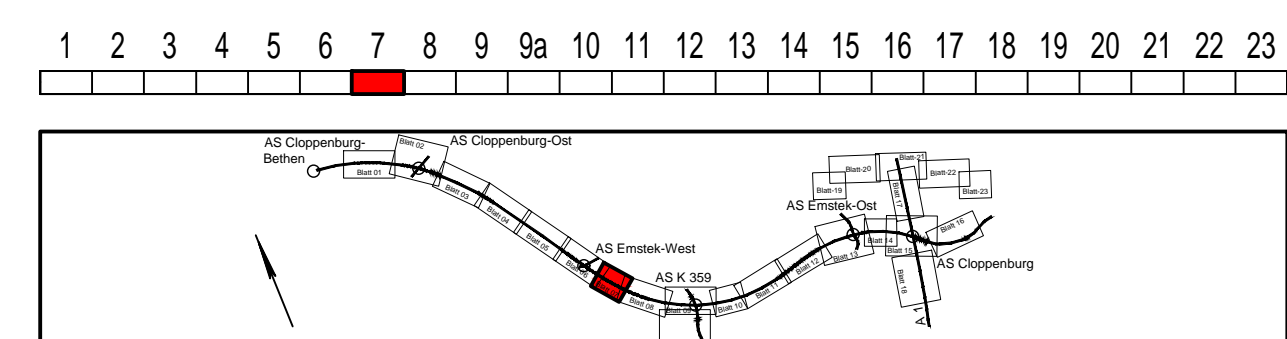 1 2 3 4 5 6 7 8 9 9a 10 11 12 13 14 15 16 17 18 19 20 21 22 23
AS Cloppenburg-
Bethen
AS Cloppenburg-Ost
Blatt 01
Blatt 02
Blatt 03
Blatt 04
Blatt 05
Blatt 06
AS Emstek-West
Blatt 08
AS K 359
Blatt 09
Blatt 10
Blatt 11
Blatt 12
Blatt 13
AS Emstek-Ost
Blatt 14
Blatt 15
Blatt 16
Blatt 17
Blatt 18
Blatt-19
Blatt-20
Blatt-21
Blatt-22
Blatt-23
AS Cloppenburg
A 1